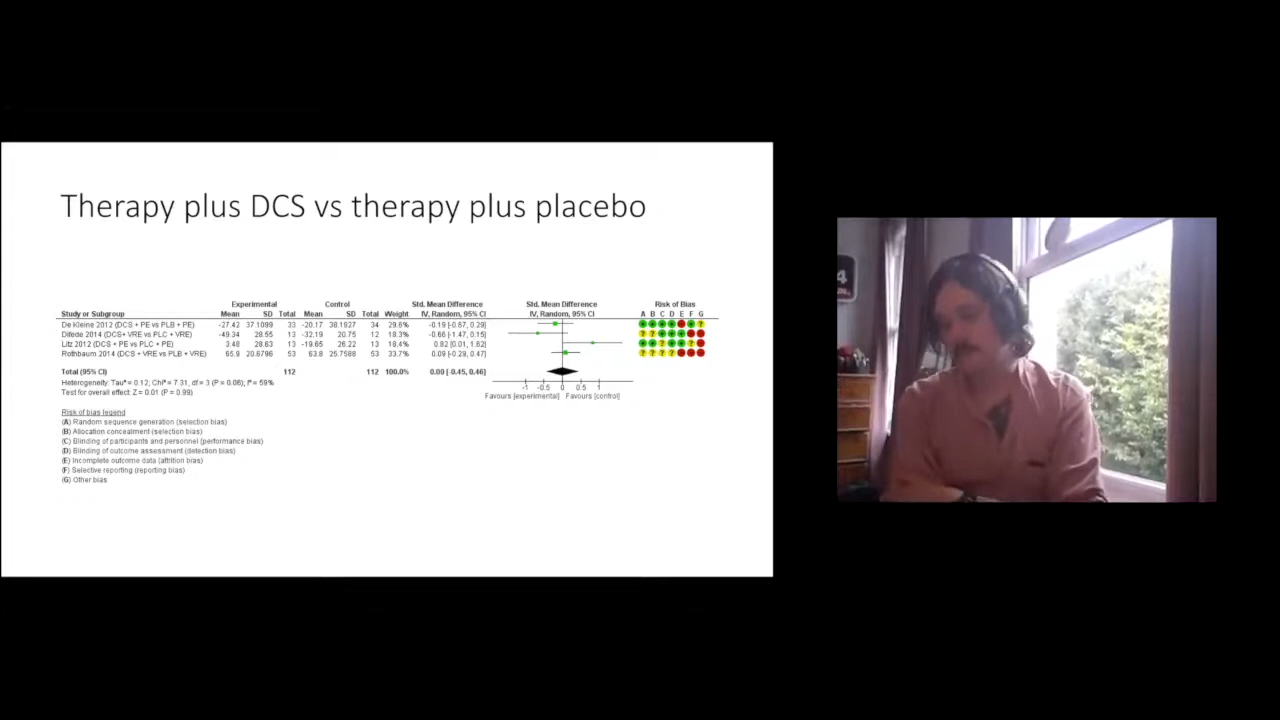 Therapy plus DCS vs therapy plus placebo
Experimental Control Std. Mean Difference Std. Mean Difference Risk of Bias
Study or Subgroup Mean SD Total Mean SD Total Weight IV, Random, 95% CI IV, Random, 95% CI A B C D E F G
De Kleine 2012 (DCS + PE vs PLB + PE) -27.42 37.1099 33 -20.17 38.1927 34 29.6% -0.19 [-0.67, 0.29]
Difede 2014 (DCS+ VRE vs PLC + VRE) -49.34 28.55 13 -32.19 20.75 12 18.3% -0.66 [-1.47, 0.15]
Litz 2012 (DCS + PE vs PLC + PE) 3.48 28.63 13 -19.65 26.22 13 18.4% 0.82 [0.01, 1.62]
Rothbaum 2014 (DCS + VRE vs PLB + VRE) 65.9 20.6796 53 63.8 25.7588 53 33.7% 0.09 [-0.29, 0.47]
Total (95% CI) 112 112 100.0% 0.00 [-0.45, 0.46]
Heterogeneity: Tau² = 0.12; Chi² = 7.31, df = 3 (P = 0.06); I² = 59%
Test for overall effect: Z = 0.01 (P = 0.99)
-1 -0.5 0 0.5 1
Favours [experimental] Favours [control]
Risk of bias legend
(A) Random sequence generation (selection bias)
(B) Allocation concealment (selection bias)
(C) Blinding of participants and personnel (performance bias)
(D) Blinding of outcome assessment (detection bias)
(E) Incomplete outcome data (attrition bias)
(F) Selective reporting (reporting bias)
(G) Other bias